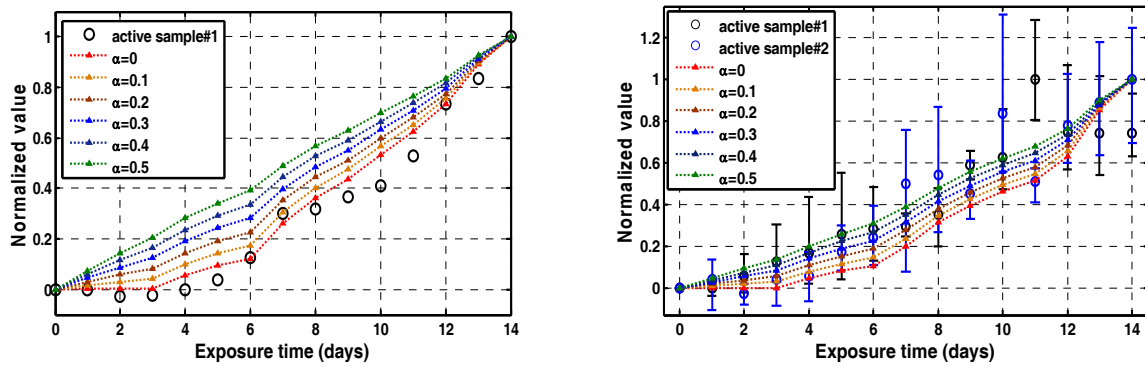 active sample#1
α=0
α=0.1
α=0.2
α=0.3
α=0.4
α=0.5
1
0.8
0.6
0.4
0.2
0
Normalized value
0 2 4 6 8 10 12 14
Exposure time (days)
active sample#1
active sample#2
α=0
α=0.1
α=0.2
α=0.3
α=0.4
α=0.5
1.2
1
0.8
0.6
0.4
0.2
0
Normalized value
0 2 4 6 8 10 12 14
Exposure time (days)